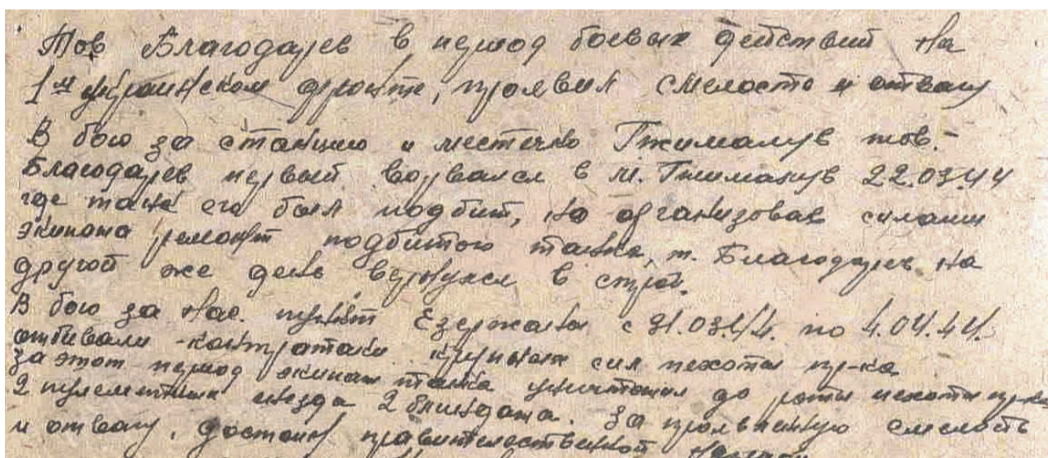 Тов Благодарев в период боевых действий на
1м украинском фронте, проявил смелость и отвагу
В бою за станцию и местечко Гжималув тов.
Благодарев первый ворвался в м. Гжималув 22.03.44
где танк его был подбит, но организовав силами
экипажа ремонт подбитого танка, т. Благодарев на
другой же день вернулся в строй.
В бою за нас. пункт Езержаны с 31.03.44. по 4.04.44.
отбивали контратаки крупных сил пехоты пр-ка
за этот период экипаж танка уничтожил до роты пехоты пр-ка
2 пулеметных гнезда 2 блиндажа. За проявленную смелость
и отвагу, достоин правительственной награды